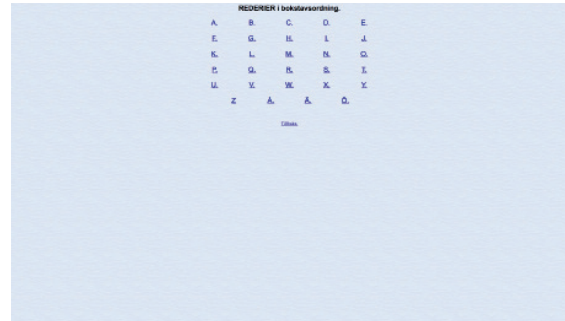 REDERIER i bokstavsordning.
A. B. C. D. E.
F. G. H. I. J.
K. L. M. N. O.
P. Q. R. S. T.
U. V. W. X. Y.
Z Å. Ä. Ö.
Tillbaka.